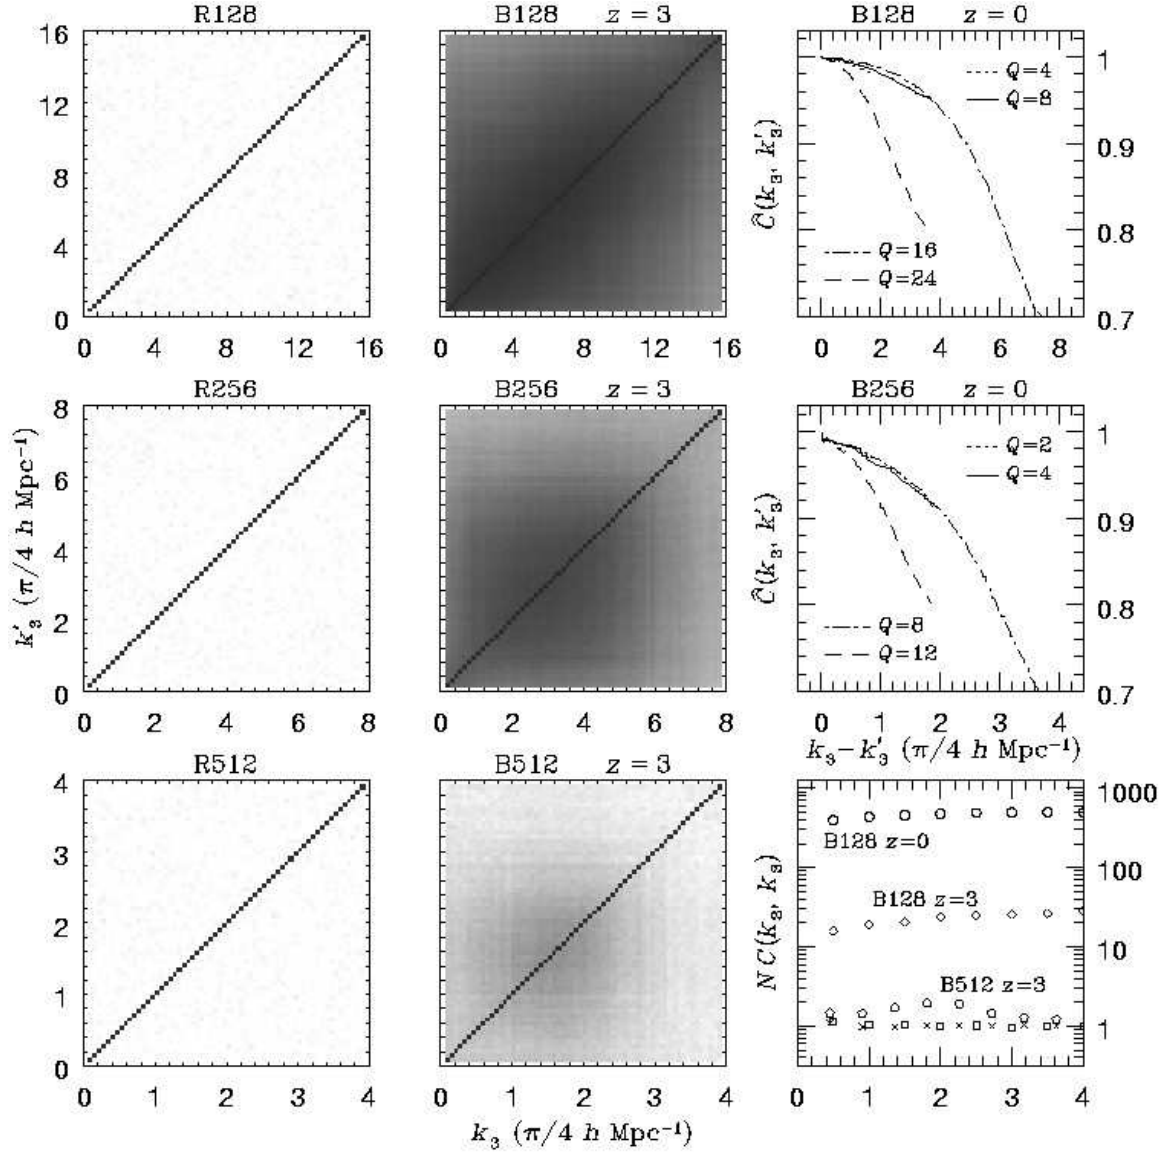 R128
B128 z = 3
B128 z = 0
16
12
8
4
0
0 4 8 12 16
0 4 8 12 16
Q=4
Q=8
Q=16
Q=24
Ĉ(k₃, k′₃)
1
0.9
0.8
0.7
0 2 4 6 8
R256
B256 z = 3
B256 z = 0
k′₃ (π/4 h Mpc⁻¹)
8
6
4
2
0
0 2 4 6 8
0 2 4 6 8
Q=2
Q=4
Q=8
Q=12
Ĉ(k₃, k′₃)
1
0.9
0.8
0.7
0 1 2 3 4
k₃−k′₃ (π/4 h Mpc⁻¹)
R512
B512 z = 3
4
3
2
1
0
0 1 2 3 4
0 1 2 3 4
k₃ (π/4 h Mpc⁻¹)
NC(k₃, k₃)
B128 z=0
B128 z=3
B512 z=3
1000
100
10
1
0 1 2 3 4